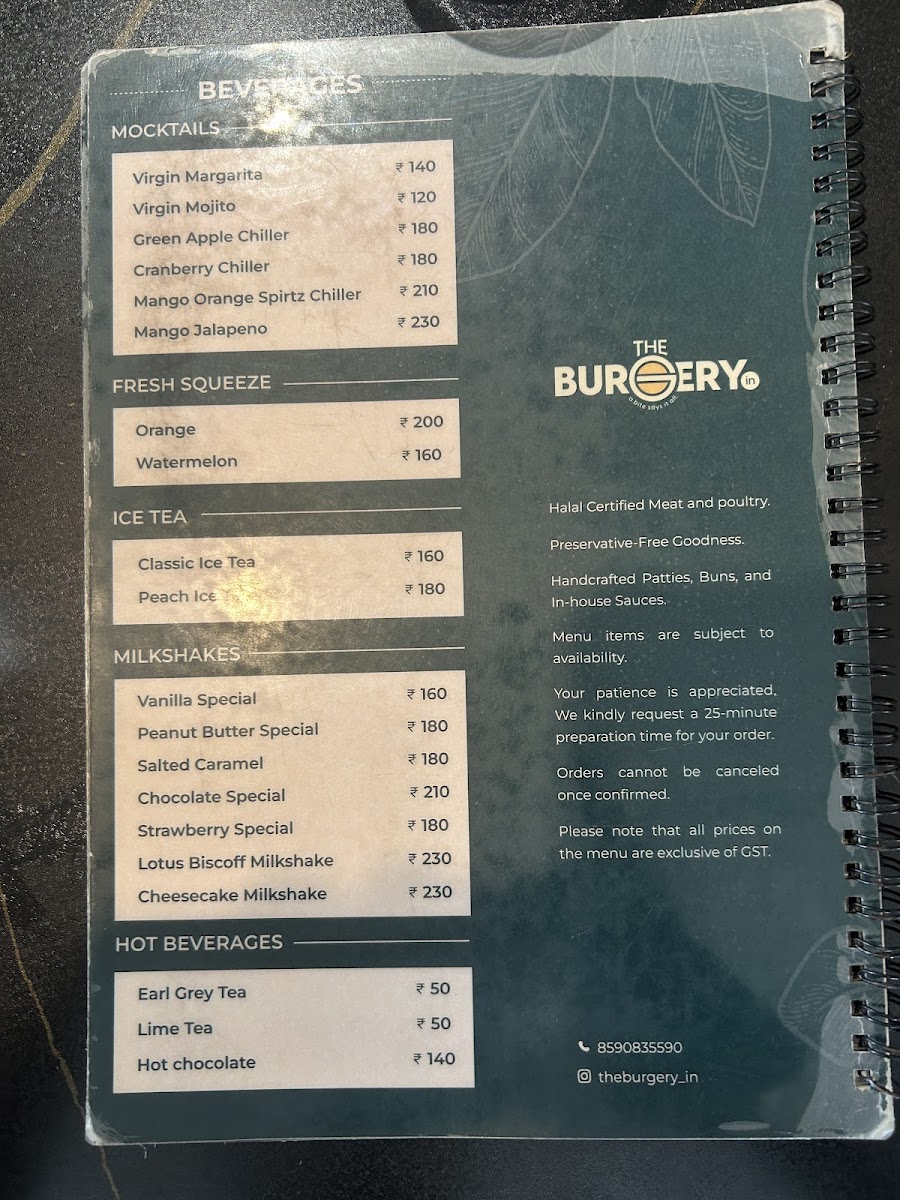 BEVERAGES
MOCKTAILS
Virgin Margarita ₹ 140
Virgin Mojito ₹ 120
Green Apple Chiller ₹ 180
Cranberry Chiller ₹ 180
Mango Orange Spirtz Chiller ₹ 210
Mango Jalapeno ₹ 230
FRESH SQUEEZE
Orange ₹ 200
Watermelon ₹ 160
ICE TEA
Classic Ice Tea ₹ 160
Peach Ice ₹ 180
MILKSHAKES
Vanilla Special ₹ 160
Peanut Butter Special ₹ 180
Salted Caramel ₹ 180
Chocolate Special ₹ 210
Strawberry Special ₹ 180
Lotus Biscoff Milkshake ₹ 230
Cheesecake Milkshake ₹ 230
HOT BEVERAGES
Earl Grey Tea ₹ 50
Lime Tea ₹ 50
Hot chocolate ₹ 140
THE
BURGERY.in
a bite says it all.
Halal Certified Meat and poultry.
Preservative-Free Goodness.
Handcrafted Patties, Buns, and
In-house Sauces.
Menu items are subject to
availability.
Your patience is appreciated,
We kindly request a 25-minute
preparation time for your order.
Orders cannot be canceled
once confirmed.
Please note that all prices on
the menu are exclusive of GST.
8590835590
theburgery_in